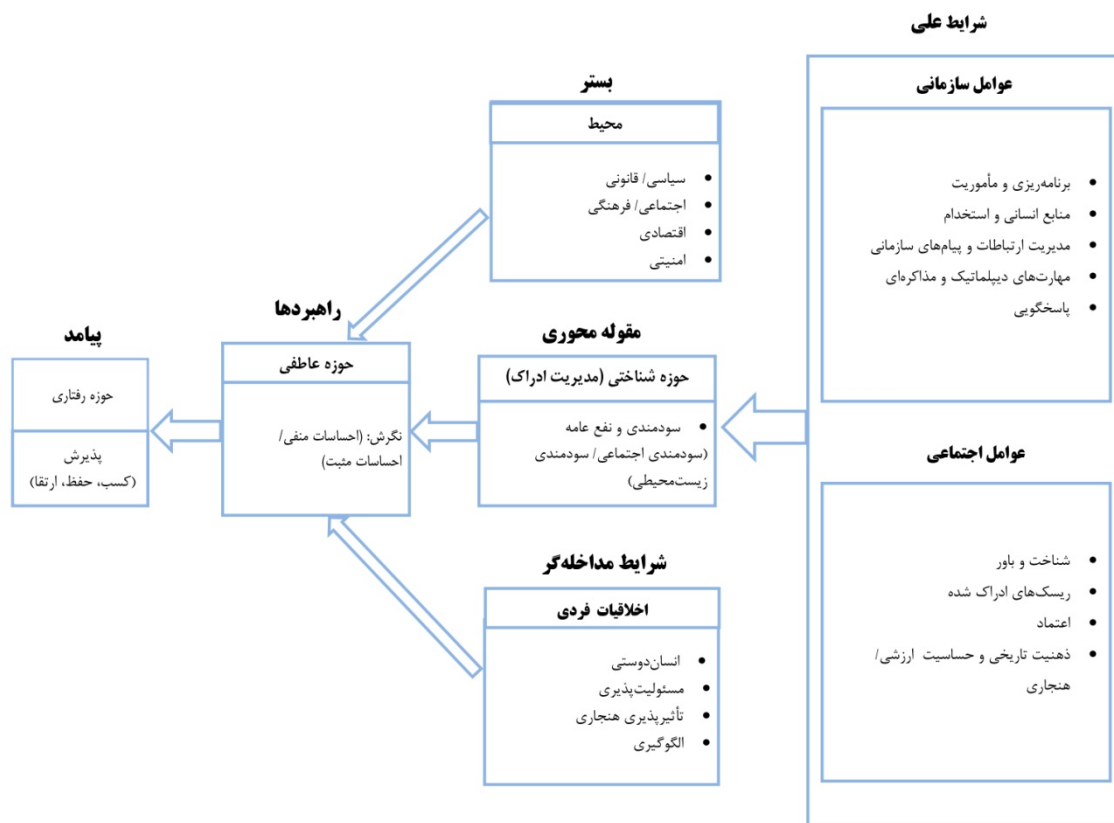 شرایط علی
عوامل سازمانی
برنامه‌ریزی و مأموریت
منابع انسانی و استخدام
مدیریت ارتباطات و پیام‌های سازمانی
مهارت‌های دیپلماتیک و مذاکره‌ای
پاسخگویی
عوامل اجتماعی
شناخت و باور
ریسک‌های ادراک شده
اعتماد
ذهنیت تاریخی و حساسیت ارزشی/
هنجاری
بستر
محیط
سیاسی/ قانونی
اجتماعی/ فرهنگی
اقتصادی
امنیتی
مقوله محوری
حوزه شناختی (مدیریت ادراک)
سودمندی و نفع عامه
(سودمندی اجتماعی/ سودمندی
زیست‌محیطی)
شرایط مداخله‌گر
اخلاقیات فردی
انسان‌دوستی
مسئولیت‌پذیری
تأثیرپذیری هنجاری
الگوگیری
راهبردها
حوزه عاطفی
نگرش: (احساسات منفی/
احساسات مثبت)
پیامد
حوزه رفتاری
پذیرش
(کسب، حفظ، ارتقا)